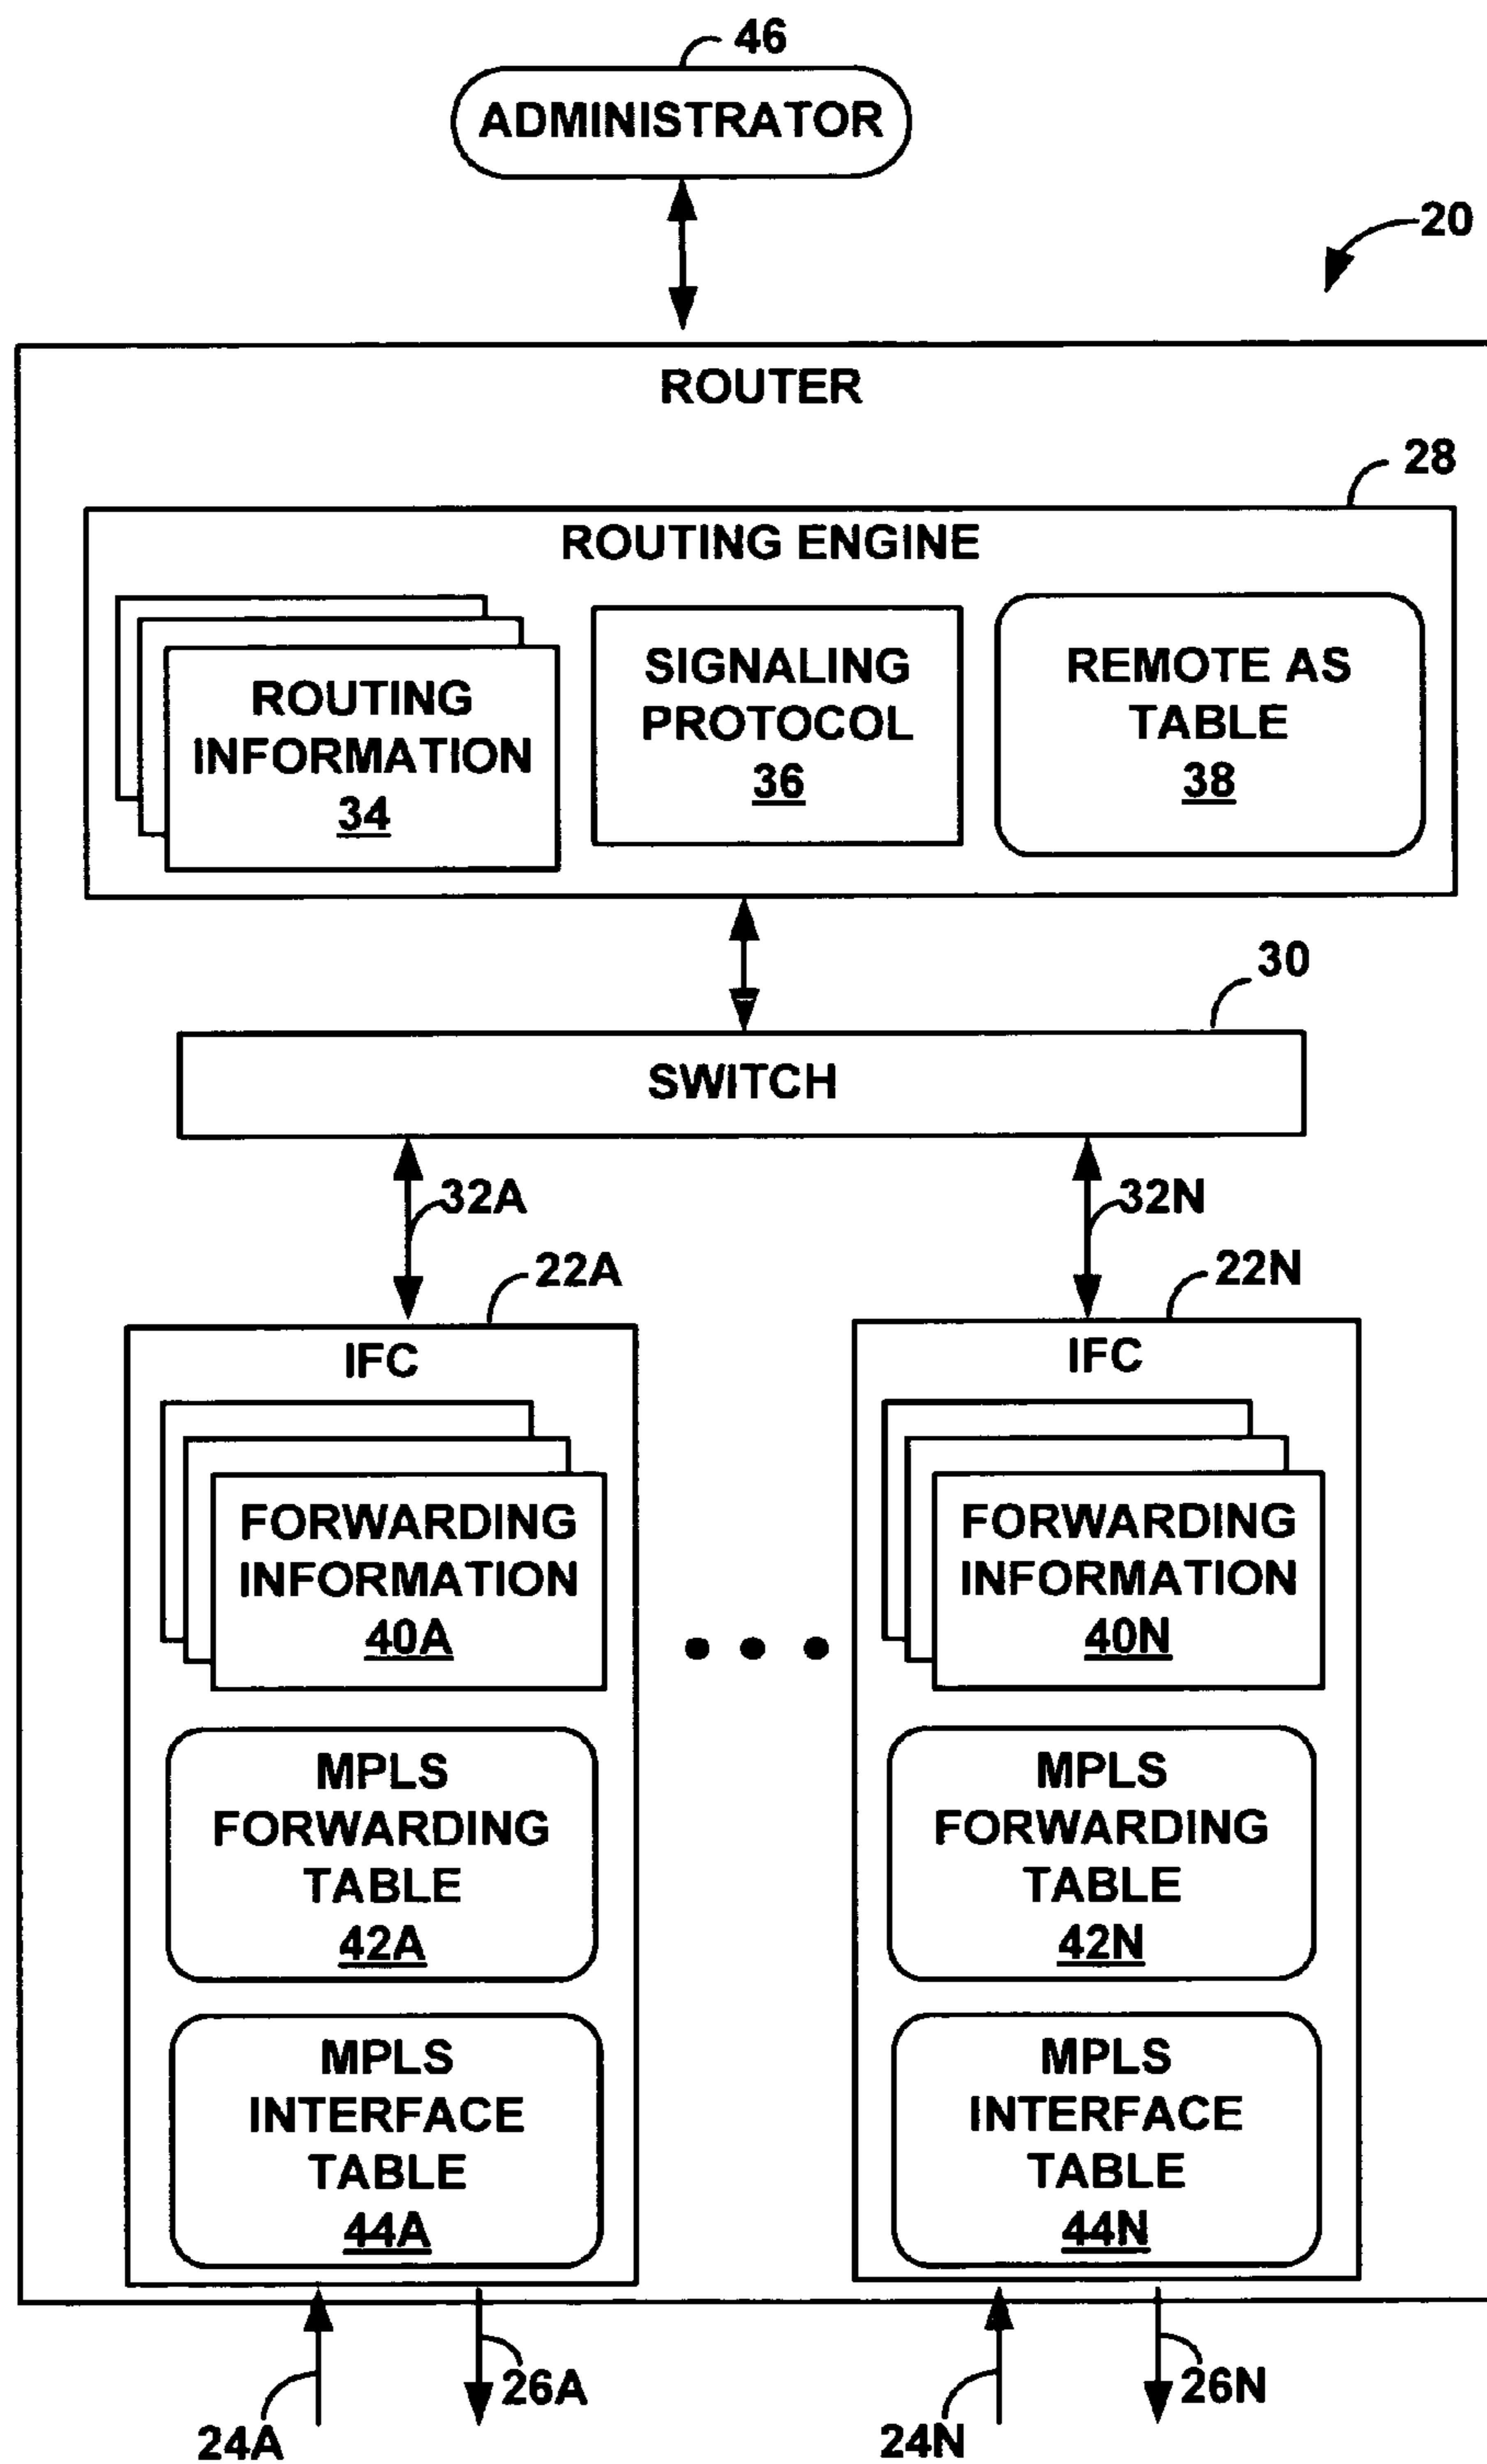 46
ADMINISTRATOR
20
ROUTER
28
ROUTING ENGINE
ROUTING
INFORMATION
34
SIGNALING
PROTOCOL
36
REMOTE AS
TABLE
38
30
SWITCH
32A
32N
22A
22N
IFC
FORWARDING
INFORMATION
40A
MPLS
FORWARDING
TABLE
42A
MPLS
INTERFACE
TABLE
44A
IFC
FORWARDING
INFORMATION
40N
MPLS
FORWARDING
TABLE
42N
MPLS
INTERFACE
TABLE
44N
24A
26A
24N
26N